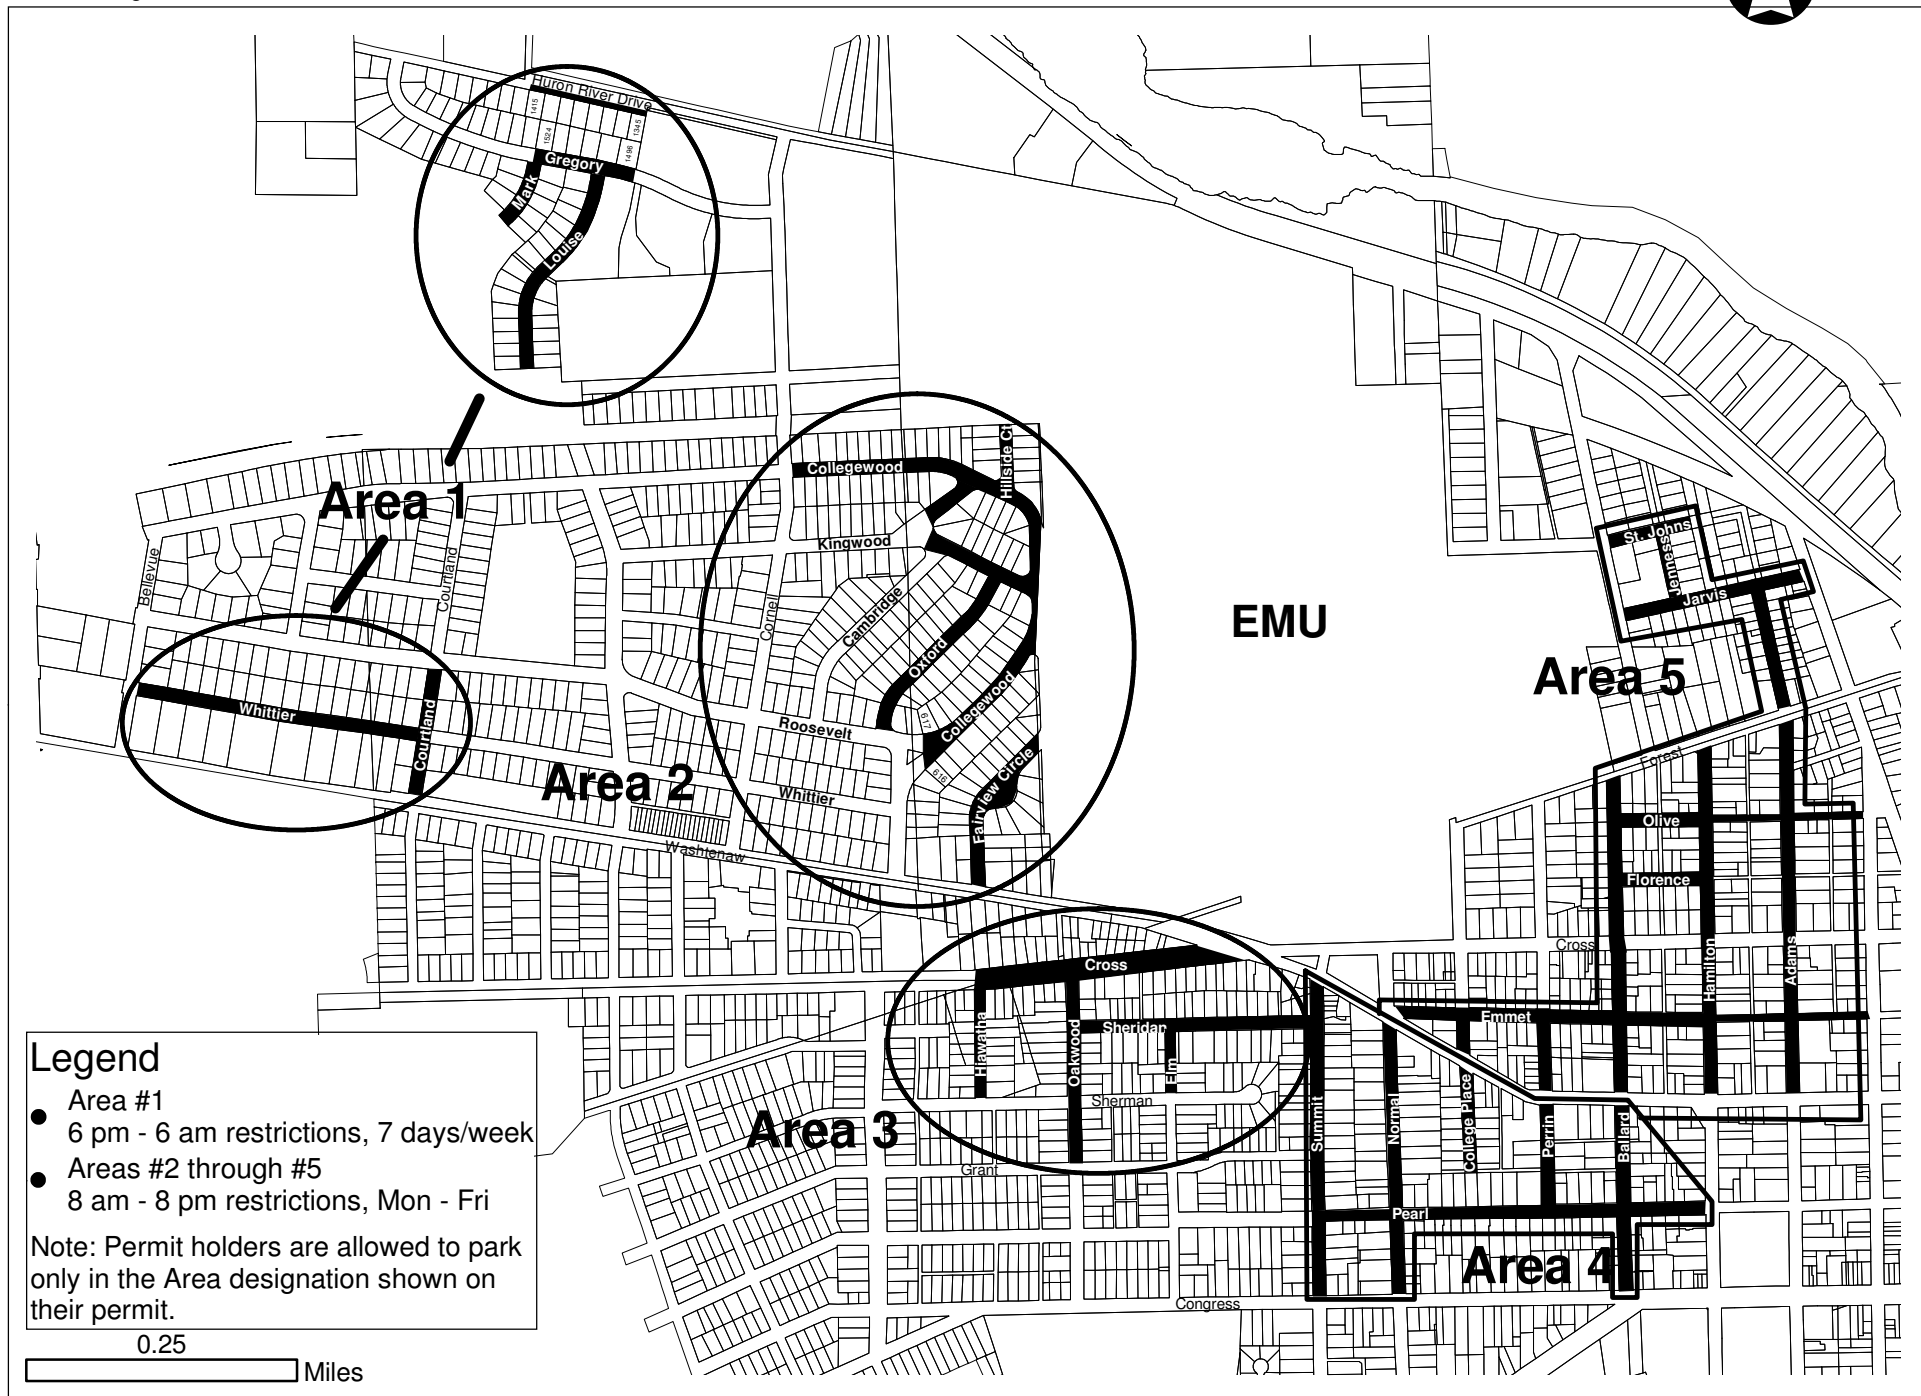 Huron River Drive
1415
1345
1524
1496
Gregory
Mark
Louise
Area 1
Collegewood
Hillside Ct
Kingwood
Bellevue
Courtland
Cornell
Cambridge
Oxford
EMU
St. Johns
Jenness
Jarvis
Area 5
Whittier
Courtland
617
Collegewood
Roosevelt
616
Fairview Circle
Area 2
Whittier
Washtenaw
Forest
Olive
Florence
Cross
Hamilton
Adams
Cross
Hiawatha
Oakwood
Sheridan
Elm
Emmet
Sherman
Area 3
Summit
Normal
College Place
Perrin
Ballard
Grant
Pearl
Area 4
Congress
Legend
Area #1
6 pm - 6 am restrictions, 7 days/week
Areas #2 through #5
8 am - 8 pm restrictions, Mon - Fri
Note: Permit holders are allowed to park
only in the Area designation shown on
their permit.
0.25
Miles